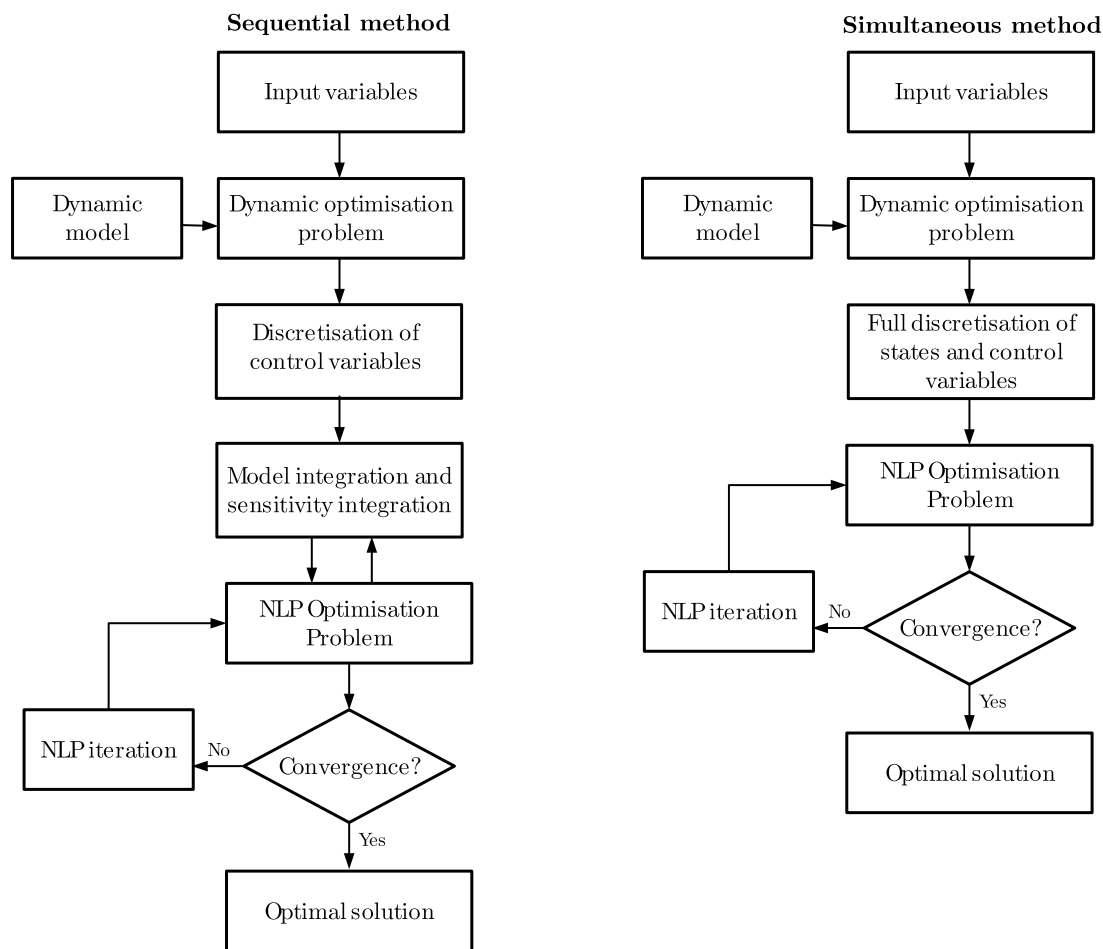 Sequential method
Input variables
Dynamic
model
Dynamic optimisation
problem
Discretisation of
control variables
Model integration and
sensitivity integration
NLP Optimisation
Problem
NLP iteration
No
Convergence?
Yes
Optimal solution
Simultaneous method
Input variables
Dynamic
model
Dynamic optimisation
problem
Full discretisation of
states and control
variables
NLP Optimisation
Problem
NLP iteration
No
Convergence?
Yes
Optimal solution